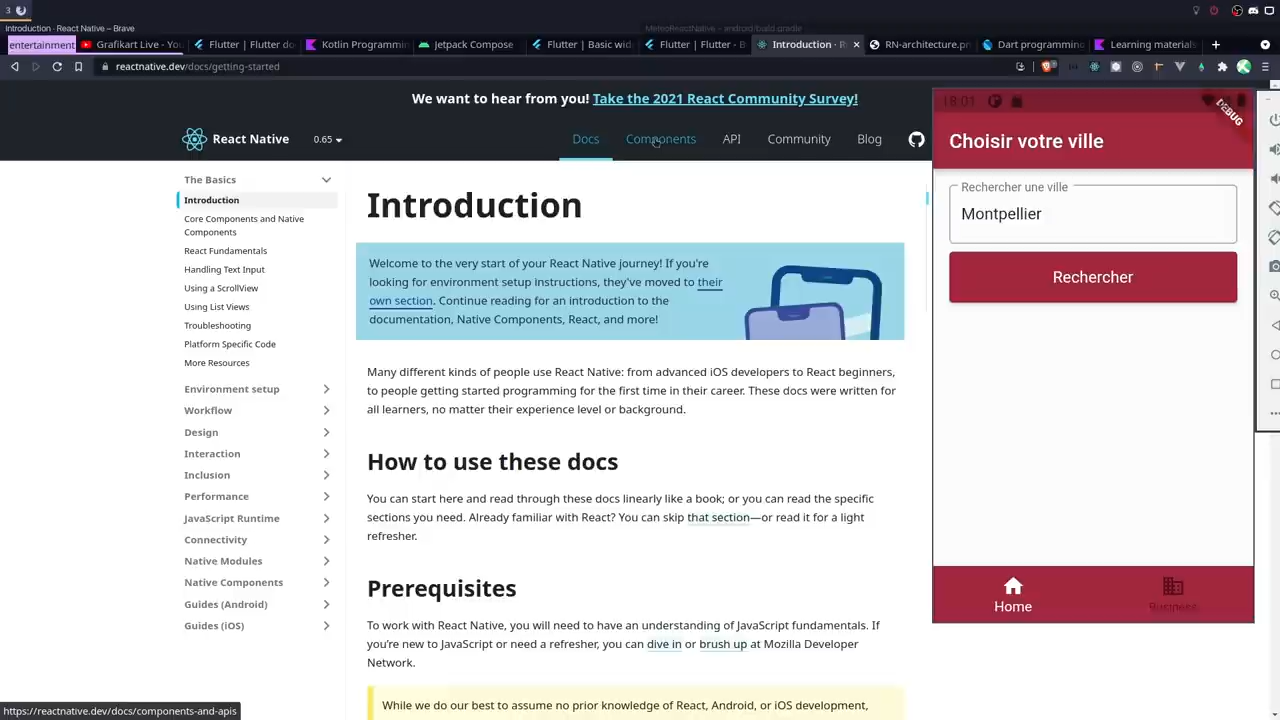 3
Introduction · React Native – Brave
MeteoReactNative – android/build.gradle
entertainment
Grafikart Live - You
Flutter | Flutter do
Kotlin Programmin
Jetpack Compose
Flutter | Basic wid
Flutter | Flutter - B
Introduction · R
RN-architecture.pn
Dart programmin
Learning materials
reactnative.dev/docs/getting-started
We want to hear from you! Take the 2021 React Community Survey!
React Native
0.65
Docs
Components
API
Community
Blog
The Basics
Introduction
Core Components and Native
Components
React Fundamentals
Handling Text Input
Using a ScrollView
Using List Views
Troubleshooting
Platform Specific Code
More Resources
Environment setup
Workflow
Design
Interaction
Inclusion
Performance
JavaScript Runtime
Connectivity
Native Modules
Native Components
Guides (Android)
Guides (iOS)
Introduction
Welcome to the very start of your React Native journey! If you're
looking for environment setup instructions, they've moved to their
own section. Continue reading for an introduction to the
documentation, Native Components, React, and more!
Many different kinds of people use React Native: from advanced iOS developers to React beginners,
to people getting started programming for the first time in their career. These docs were written for
all learners, no matter their experience level or background.
How to use these docs
You can start here and read through these docs linearly like a book; or you can read the specific
sections you need. Already familiar with React? You can skip that section—or read it for a light
refresher.
Prerequisites
To work with React Native, you will need to have an understanding of JavaScript fundamentals. If
you're new to JavaScript or need a refresher, you can dive in or brush up at Mozilla Developer
Network.
While we do our best to assume no prior knowledge of React, Android, or iOS development,
18:01
DEBUG
Choisir votre ville
Rechercher une ville
Montpellier
Rechercher
Home
Business
https://reactnative.dev/docs/components-and-apis